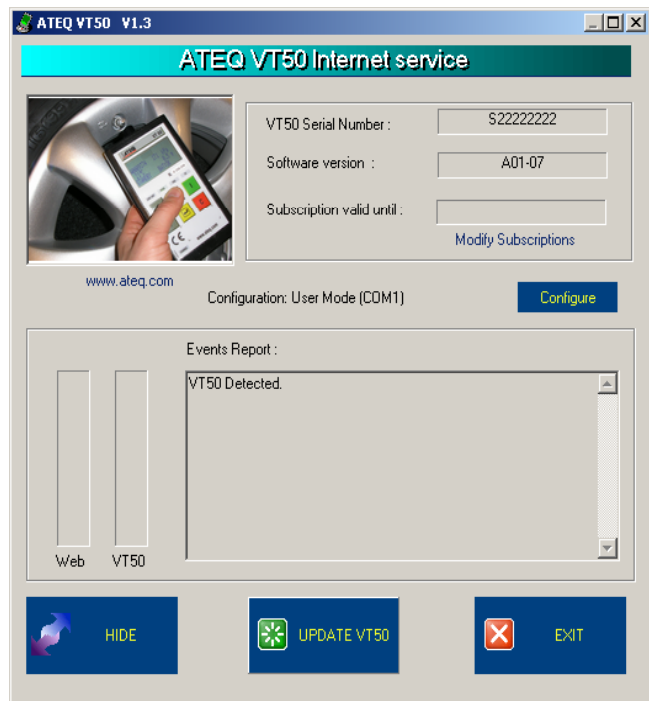 ATEQ VT50 V1.3
ATEQ VT50 Internet service
VT50 Serial Number : S22222222
Software version : A01-07
Subscription valid until :
Modify Subscriptions
www.ateq.com
Configuration: User Mode (COM1)
Configure
Events Report :
VT50 Detected.
Web VT50
HIDE
UPDATE VT50
EXIT